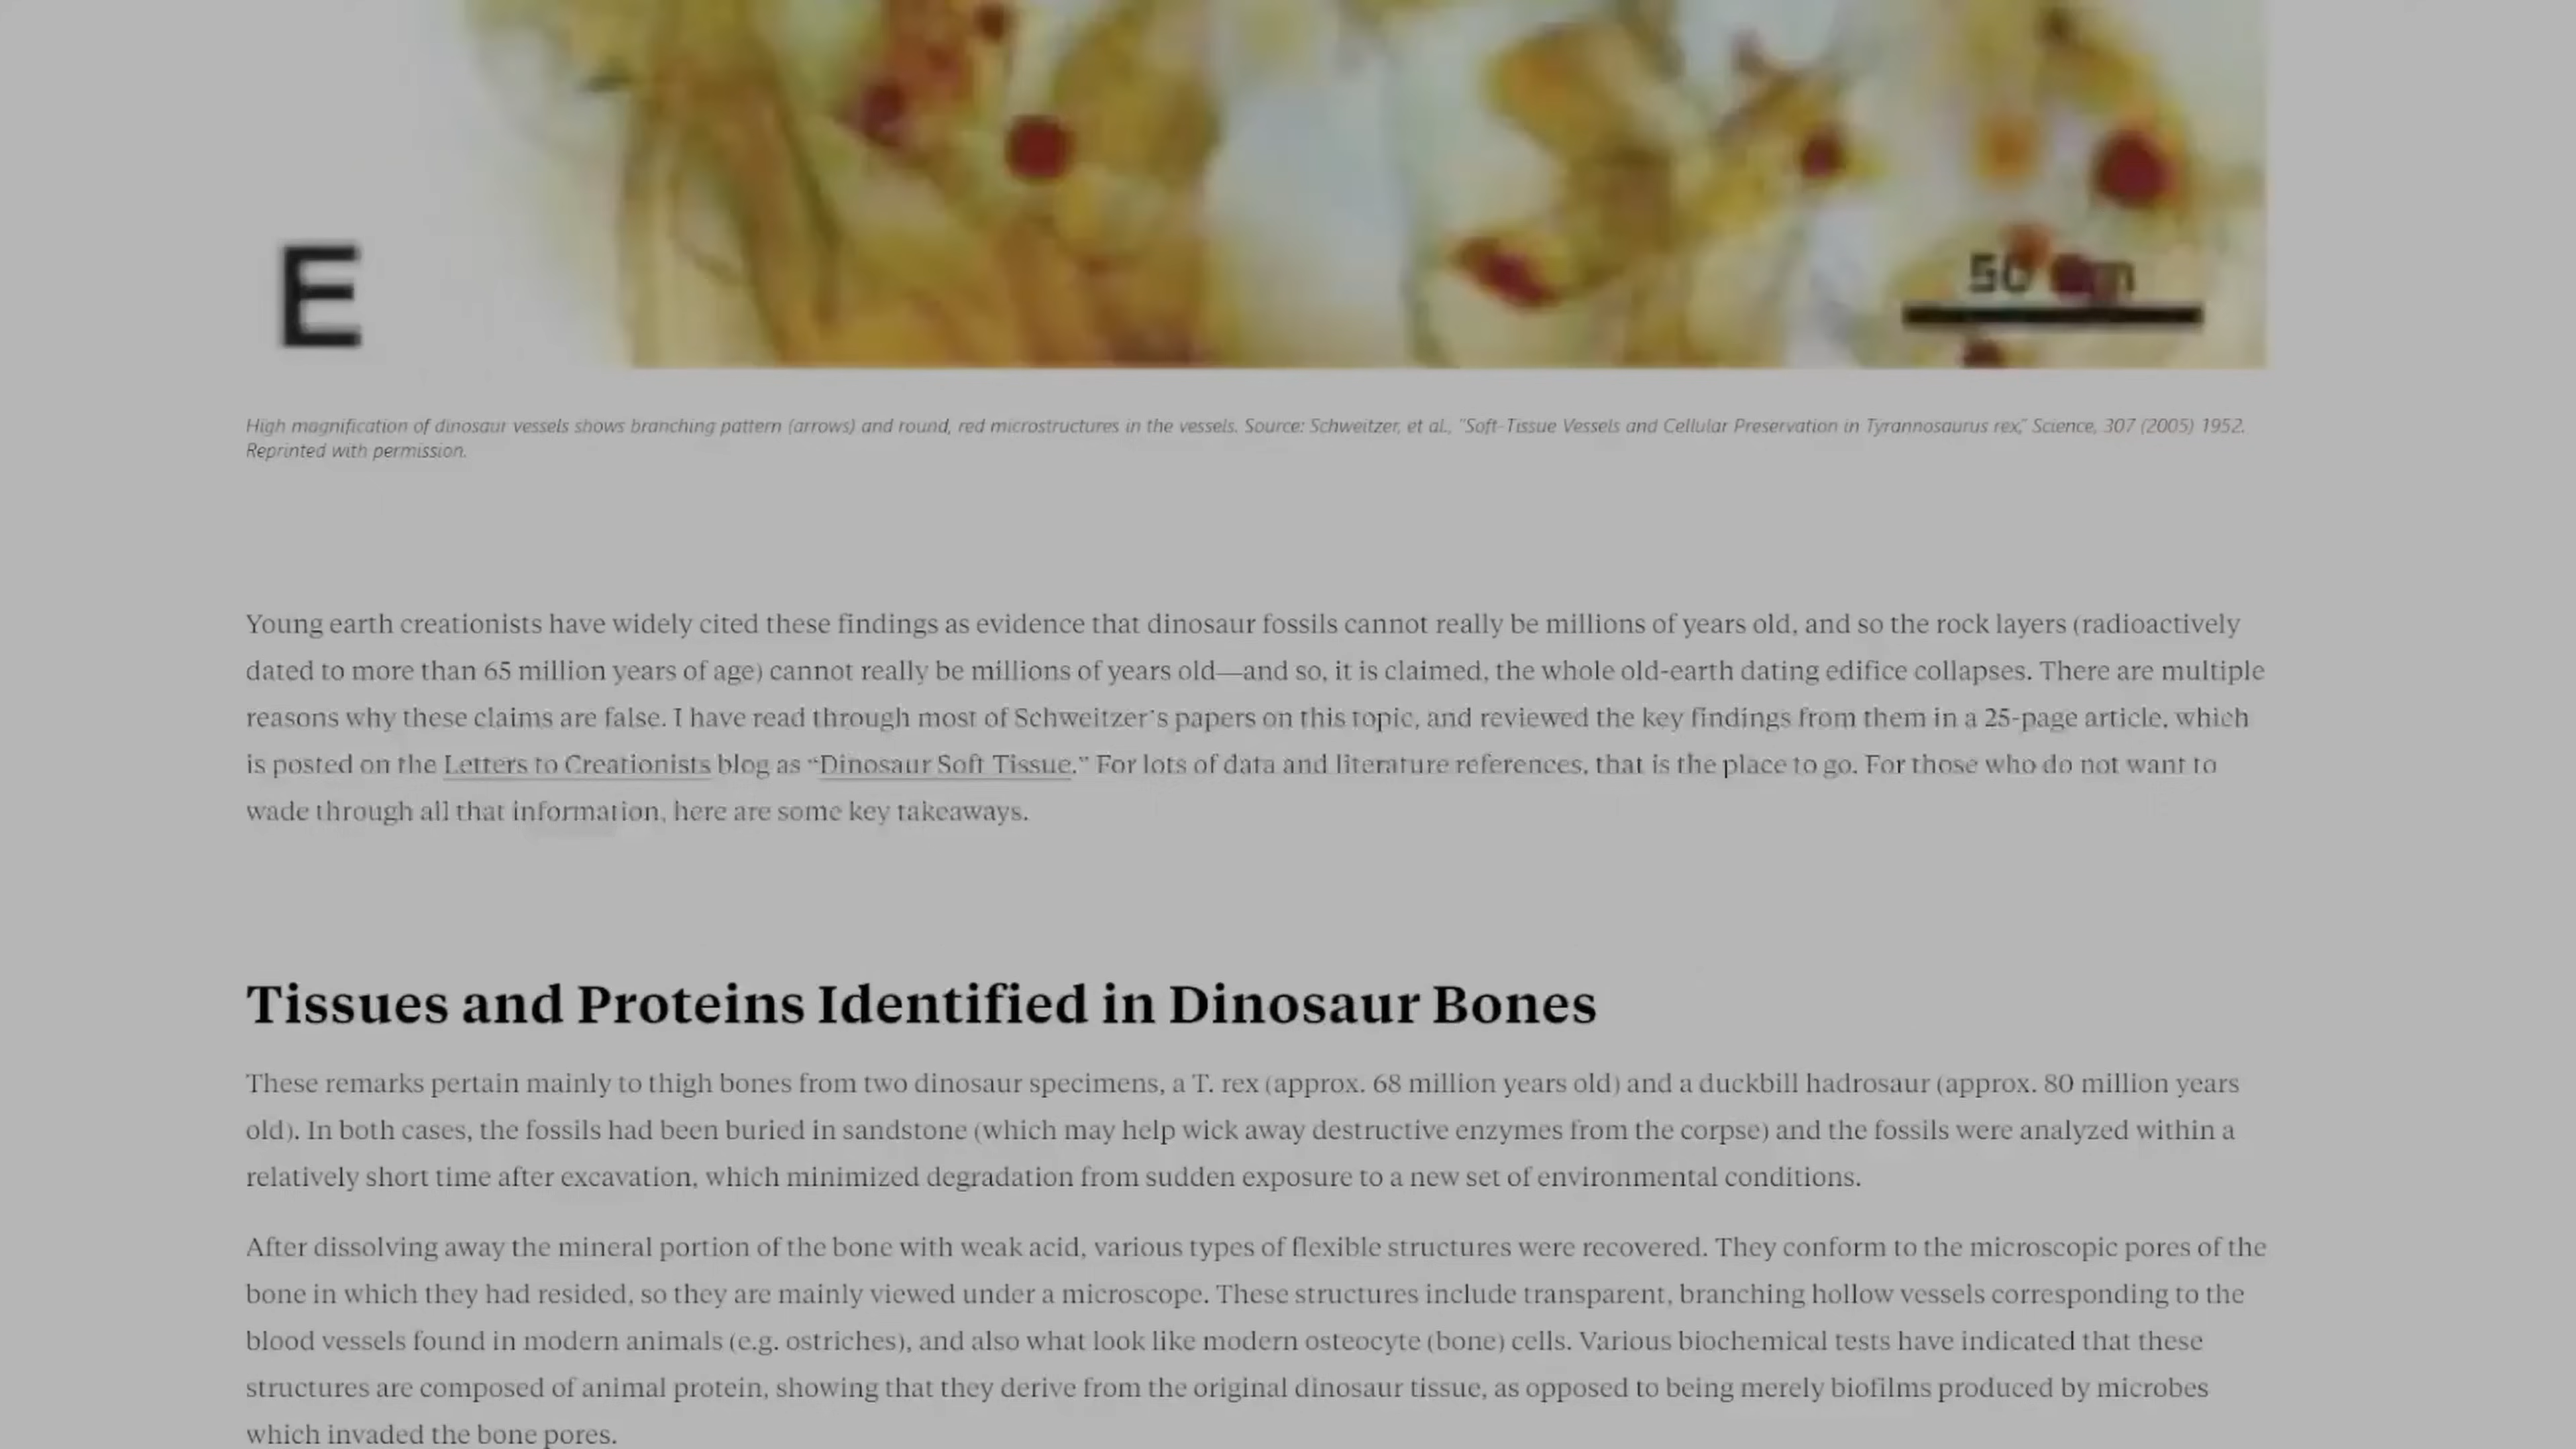 E
50
High magnification of dinosaur vessels shows branching pattern (arrows) and round, red microstructures in the vessels. Source: Schweitzer, et al., "Soft-Tissue Vessels and Cellular Preservation in Tyrannosaurus rex," Science, 307 (2005) 1952.
Reprinted with permission.
Young earth creationists have widely cited these findings as evidence that dinosaur fossils cannot really be millions of years old, and so the rock layers (radioactively
dated to more than 65 million years of age) cannot really be millions of years old—and so, it is claimed, the whole old-earth dating edifice collapses. There are multiple
reasons why these claims are false. I have read through most of Schweitzer's papers on this topic, and reviewed the key findings from them in a 25-page article, which
is posted on the Letters to Creationists blog as “Dinosaur Soft Tissue.” For lots of data and literature references, that is the place to go. For those who do not want to
wade through all that information, here are some key takeaways.
Tissues and Proteins Identified in Dinosaur Bones
These remarks pertain mainly to thigh bones from two dinosaur specimens, a T. rex (approx. 68 million years old) and a duckbill hadrosaur (approx. 80 million years
old). In both cases, the fossils had been buried in sandstone (which may help wick away destructive enzymes from the corpse) and the fossils were analyzed within a
relatively short time after excavation, which minimized degradation from sudden exposure to a new set of environmental conditions.
After dissolving away the mineral portion of the bone with weak acid, various types of flexible structures were recovered. They conform to the microscopic pores of the
bone in which they had resided, so they are mainly viewed under a microscope. These structures include transparent, branching hollow vessels corresponding to the
blood vessels found in modern animals (e.g. ostriches), and also what look like modern osteocyte (bone) cells. Various biochemical tests have indicated that these
structures are composed of animal protein, showing that they derive from the original dinosaur tissue, as opposed to being merely biofilms produced by microbes
which invaded the bone pores.